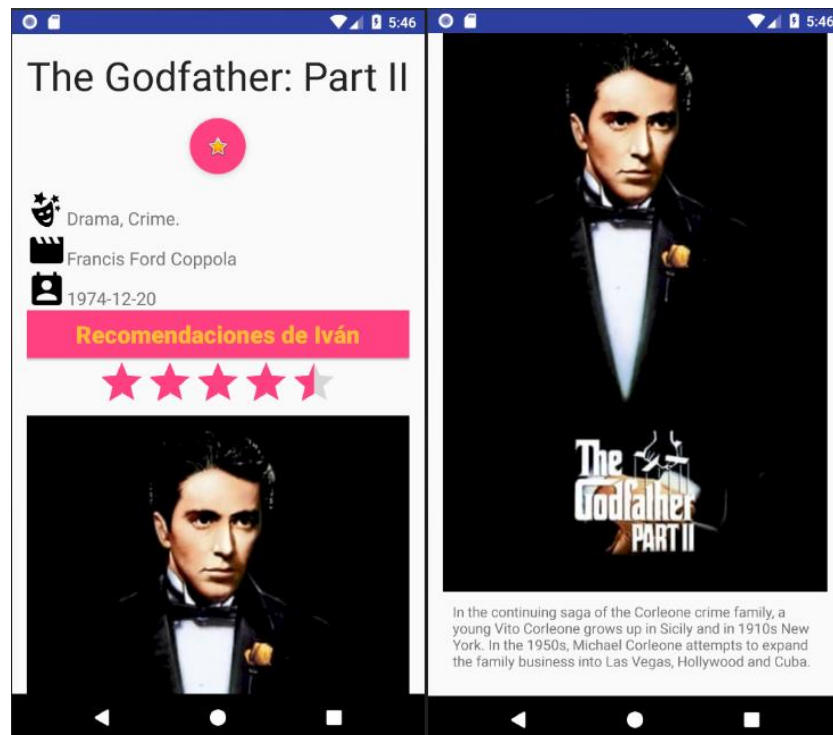 5:46
The Godfather: Part II
Drama, Crime.
Francis Ford Coppola
1974-12-20
Recomendaciones de Iván
5:46
The
Godfather
PART II
In the continuing saga of the Corleone crime family, a
young Vito Corleone grows up in Sicily and in 1910s New
York. In the 1950s, Michael Corleone attempts to expand
the family business into Las Vegas, Hollywood and Cuba.